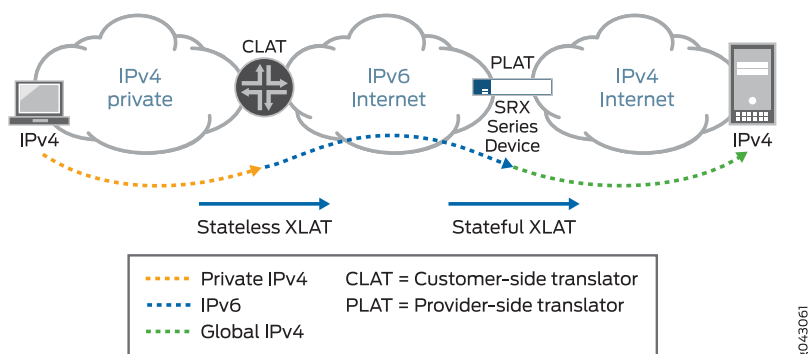 CLAT
PLAT
IPv4
private
IPv6
Internet
IPv4
Internet
SRX
Series
Device
IPv4
IPv4
Stateless XLAT
Stateful XLAT
Private IPv4
CLAT = Customer-side translator
IPv6
PLAT = Provider-side translator
Global IPv4